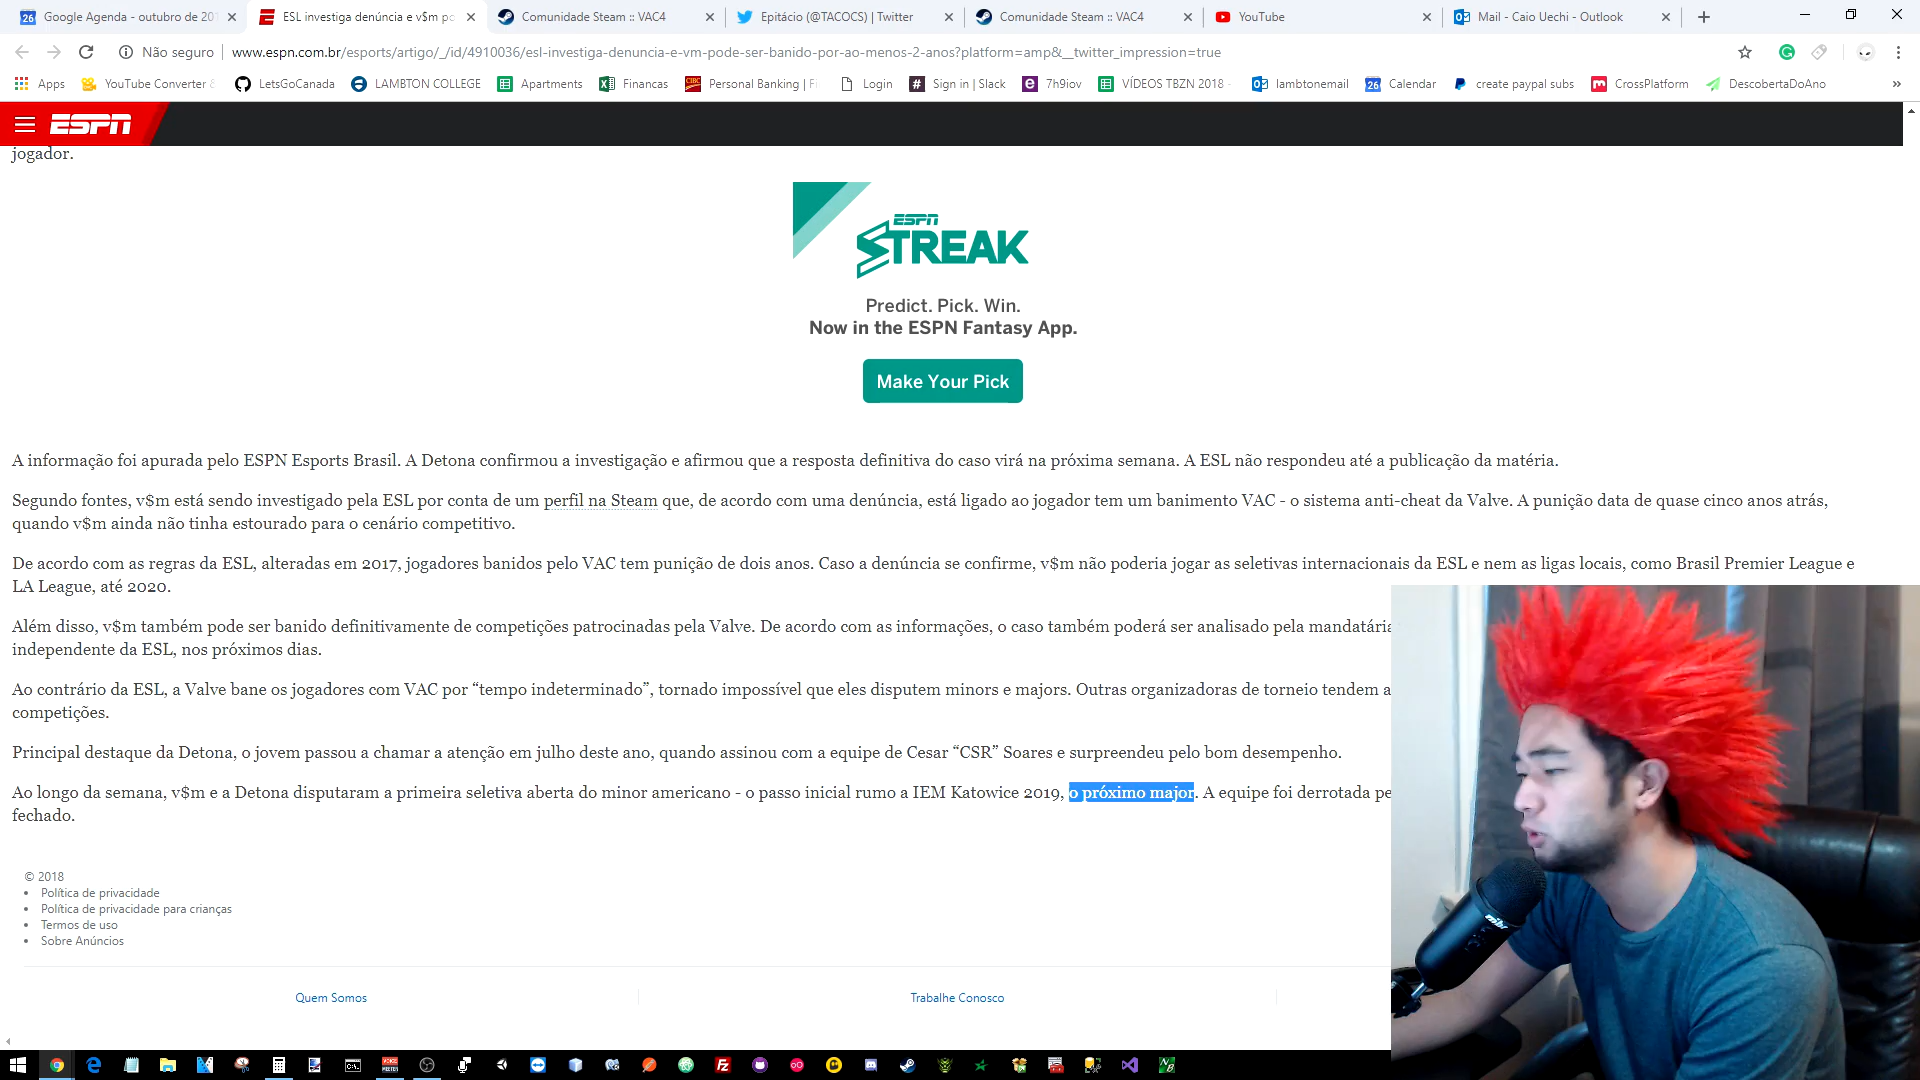 Google Agenda - outubro de 201
ESL investiga denúncia e v$m po
Comunidade Steam :: VAC4
Epitácio (@TACOCS) | Twitter
Comunidade Steam :: VAC4
YouTube
Mail - Caio Uechi - Outlook
Não seguro
www.espn.com.br/esports/artigo/_/id/4910036/esl-investiga-denuncia-e-vm-pode-ser-banido-por-ao-menos-2-anos?platform=amp&__twitter_impression=true
Apps
YouTube Converter &
LetsGoCanada
LAMBTON COLLEGE
Apartments
Financas
Personal Banking | Fi
Login
Sign in | Slack
7h9iov
VÍDEOS TBZN 2018 -
lambtonemail
Calendar
create paypal subs
CrossPlatform
DescobertaDoAno
ESPN
jogador.
ESPN
STREAK
Predict. Pick. Win.
Now in the ESPN Fantasy App.
Make Your Pick
A informação foi apurada pelo ESPN Esports Brasil. A Detona confirmou a investigação e afirmou que a resposta definitiva do caso virá na próxima semana. A ESL não respondeu até a publicação da matéria.
Segundo fontes, v$m está sendo investigado pela ESL por conta de um perfil na Steam que, de acordo com uma denúncia, está ligado ao jogador tem um banimento VAC - o sistema anti-cheat da Valve. A punição data de quase cinco anos atrás,
quando v$m ainda não tinha estourado para o cenário competitivo.
De acordo com as regras da ESL, alteradas em 2017, jogadores banidos pelo VAC tem punição de dois anos. Caso a denúncia se confirme, v$m não poderia jogar as seletivas internacionais da ESL e nem as ligas locais, como Brasil Premier League e
LA League, até 2020.
Além disso, v$m também pode ser banido definitivamente de competições patrocinadas pela Valve. De acordo com as informações, o caso também poderá ser analisado pela mandatária
independente da ESL, nos próximos dias.
Ao contrário da ESL, a Valve bane os jogadores com VAC por “tempo indeterminado”, tornado impossível que eles disputem minors e majors. Outras organizadoras de torneio tendem a
competições.
Principal destaque da Detona, o jovem passou a chamar a atenção em julho deste ano, quando assinou com a equipe de Cesar “CSR” Soares e surpreendeu pelo bom desempenho.
Ao longo da semana, v$m e a Detona disputaram a primeira seletiva aberta do minor americano - o passo inicial rumo a IEM Katowice 2019, o próximo major. A equipe foi derrotada pe
fechado.
© 2018
Política de privacidade
Política de privacidade para crianças
Termos de uso
Sobre Anúncios
Quem Somos
Trabalhe Conosco